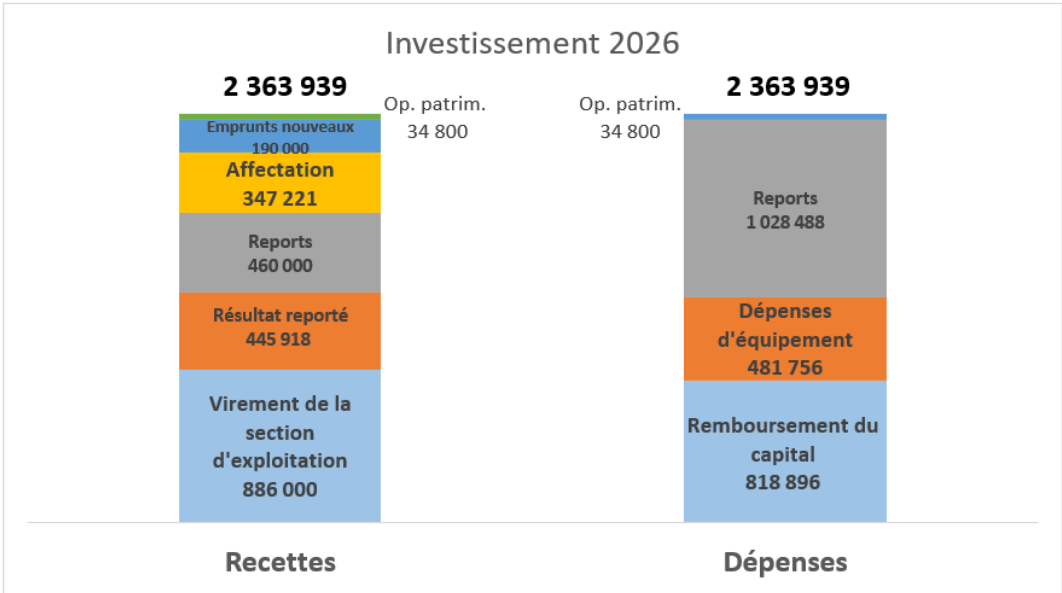 Investissement 2026
2 363 939
Op. patrim.
34 800
Emprunts nouveaux
190 000
Affectation
347 221
Reports
460 000
Résultat reporté
445 918
Virement de la
section
d'exploitation
886 000
Recettes
2 363 939
Op. patrim.
34 800
Reports
1 028 488
Dépenses
d'équipement
481 756
Remboursement du
capital
818 896
Dépenses